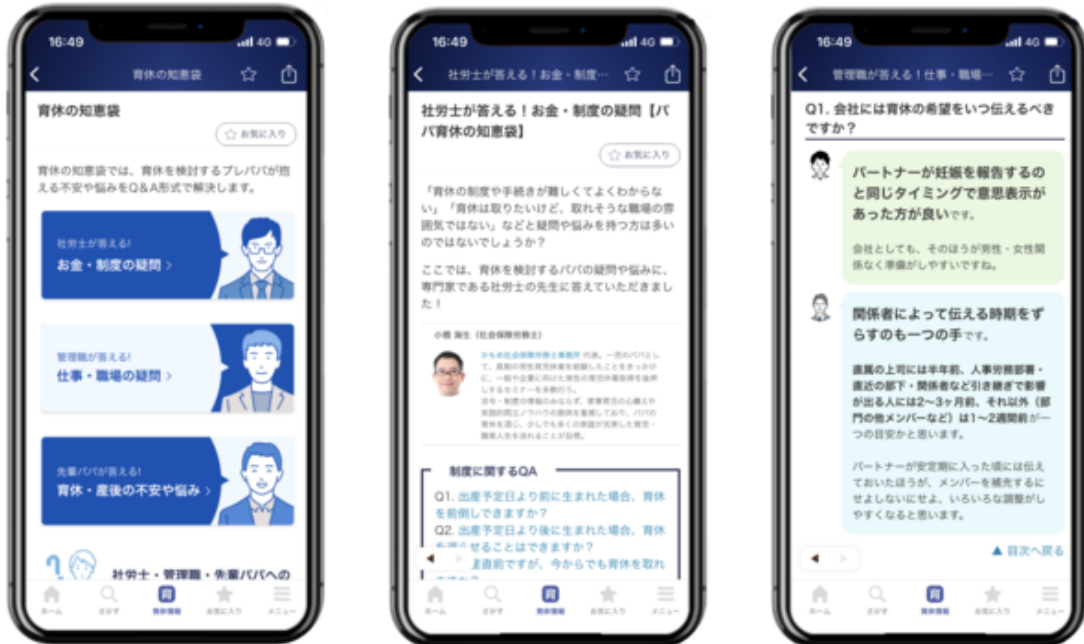 16:49
4G
育休の知恵袋
育休の知恵袋
お気に入り
育休の知恵袋では、育休を検討するプレパパが抱
える不安や悩みをQ&A形式で解決します。
社労士が答える!
お金・制度の疑問
管理職が答える!
仕事・職場の疑問
先輩パパが答える!
育休・産後の不安や悩み
社労士・管理職・先輩パパへの
ホーム
さがす
育休情報
お気に入り
メニュー
16:49
4G
社労士が答える!お金・制度…
社労士が答える!お金・制度の疑問【パ
パ育休の知恵袋】
お気に入り
「育休の制度や手続きが難しくてよくわからな
い」「育休は取りたいけど、取れそうな職場の雰
囲気ではない」などと疑問や悩みを持つ方は多い
のではないでしょうか?
ここでは、育休を検討するパパの疑問や悩みに、
専門家である社労士の先生に答えていただきまし
た!
(社会保険労務士)
制度に関するQA
Q1. 出産予定日より前に生まれた場合、育休
を前倒しできますか?
Q2. 出産予定日より後に生まれた場合、育休
せることはできますか?
直前ですが、今からでも育休を取れ
ホーム
さがす
育休情報
お気に入り
メニュー
16:49
4G
管理職が答える!仕事・職場…
Q1. 会社には育休の希望をいつ伝えるべき
ですか?
パートナーが妊娠を報告するの
と同じタイミングで意思表示が
あった方が良いです。
会社としても、そのほうが男性・女性関
係なく準備がしやすいですね。
関係者によって伝える時期をず
らすのも一つの手です。
直属の上司には半年前、人事労務部署・
直近の部下・関係者など引き継ぎで影響
が出る人には2〜3ヶ月前、それ以外(部
門の他メンバーなど)は1〜2週間前が一
つの目安かと思います。
パートナーが安定期に入った頃には伝え
ておいたほうが、メンバーを補充するに
せよしないにせよ、いろいろな調整がし
やすくなると思います。
▲ 目次へ戻る
ホーム
さがす
育休情報
お気に入り
メニュー